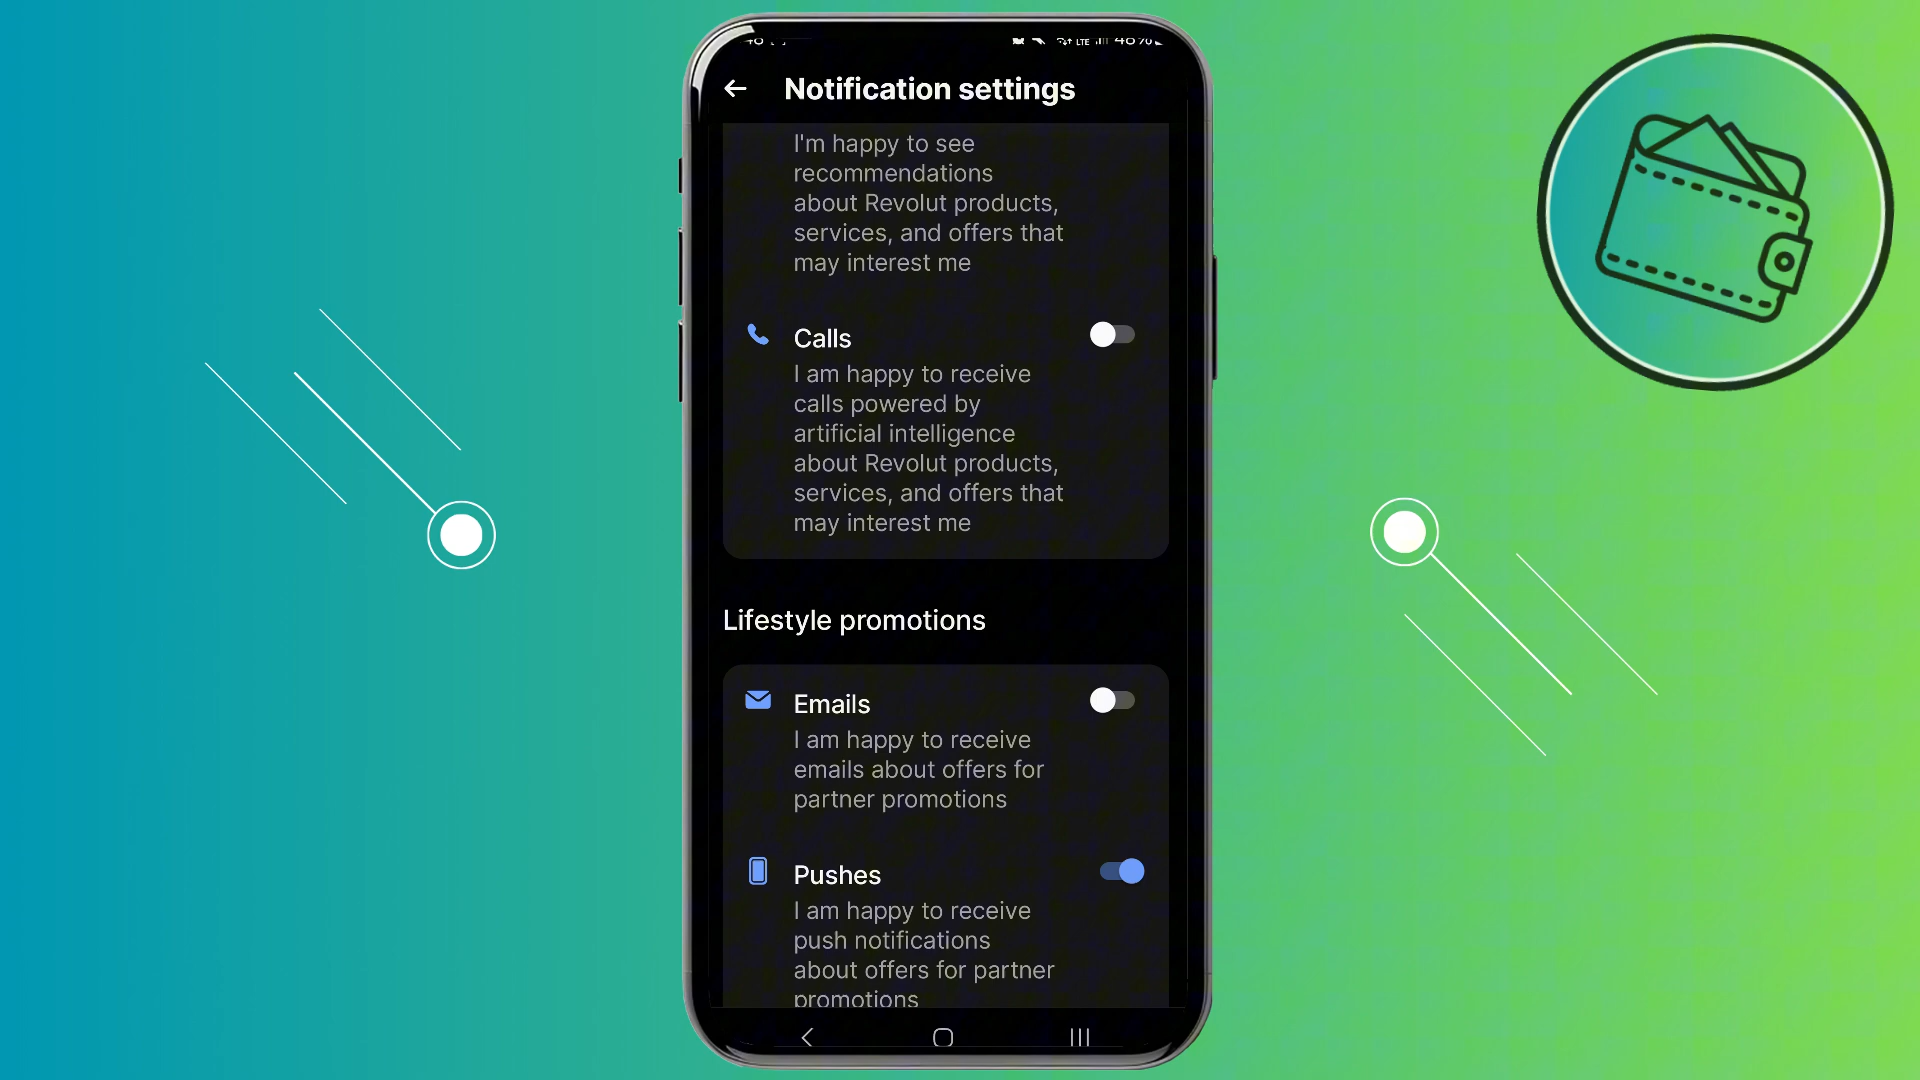 Notification settings
I'm happy to see
recommendations
about Revolut products,
services, and offers that
may interest me
Calls
I am happy to receive
calls powered by
artificial intelligence
about Revolut products,
services, and offers that
may interest me
Lifestyle promotions
Emails
I am happy to receive
emails about offers for
partner promotions
Pushes
I am happy to receive
push notifications
about offers for partner
promotions